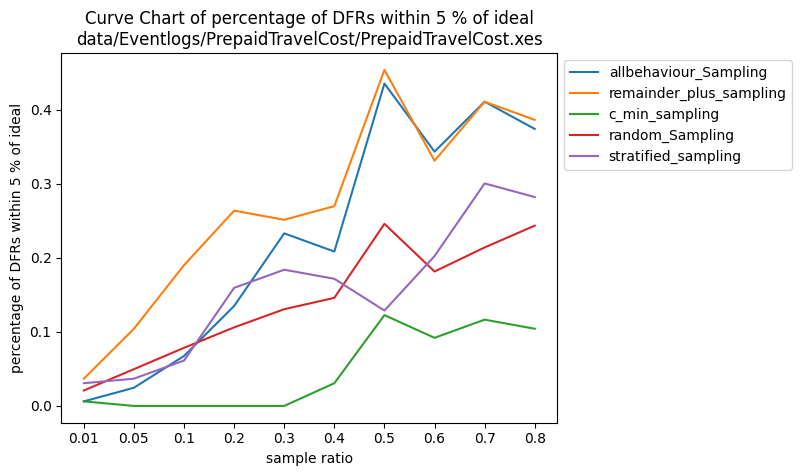 Curve Chart of percentage of DFRs within 5 % of ideal
data/Eventlogs/PrepaidTravelCost/PrepaidTravelCost.xes
percentage of DFRs within 5 % of ideal
0.4
0.3
0.2
0.1
0.0
0.01 0.05 0.1 0.2 0.3 0.4 0.5 0.6 0.7 0.8
sample ratio
allbehaviour_Sampling
remainder_plus_sampling
c_min_sampling
random_Sampling
stratified_sampling